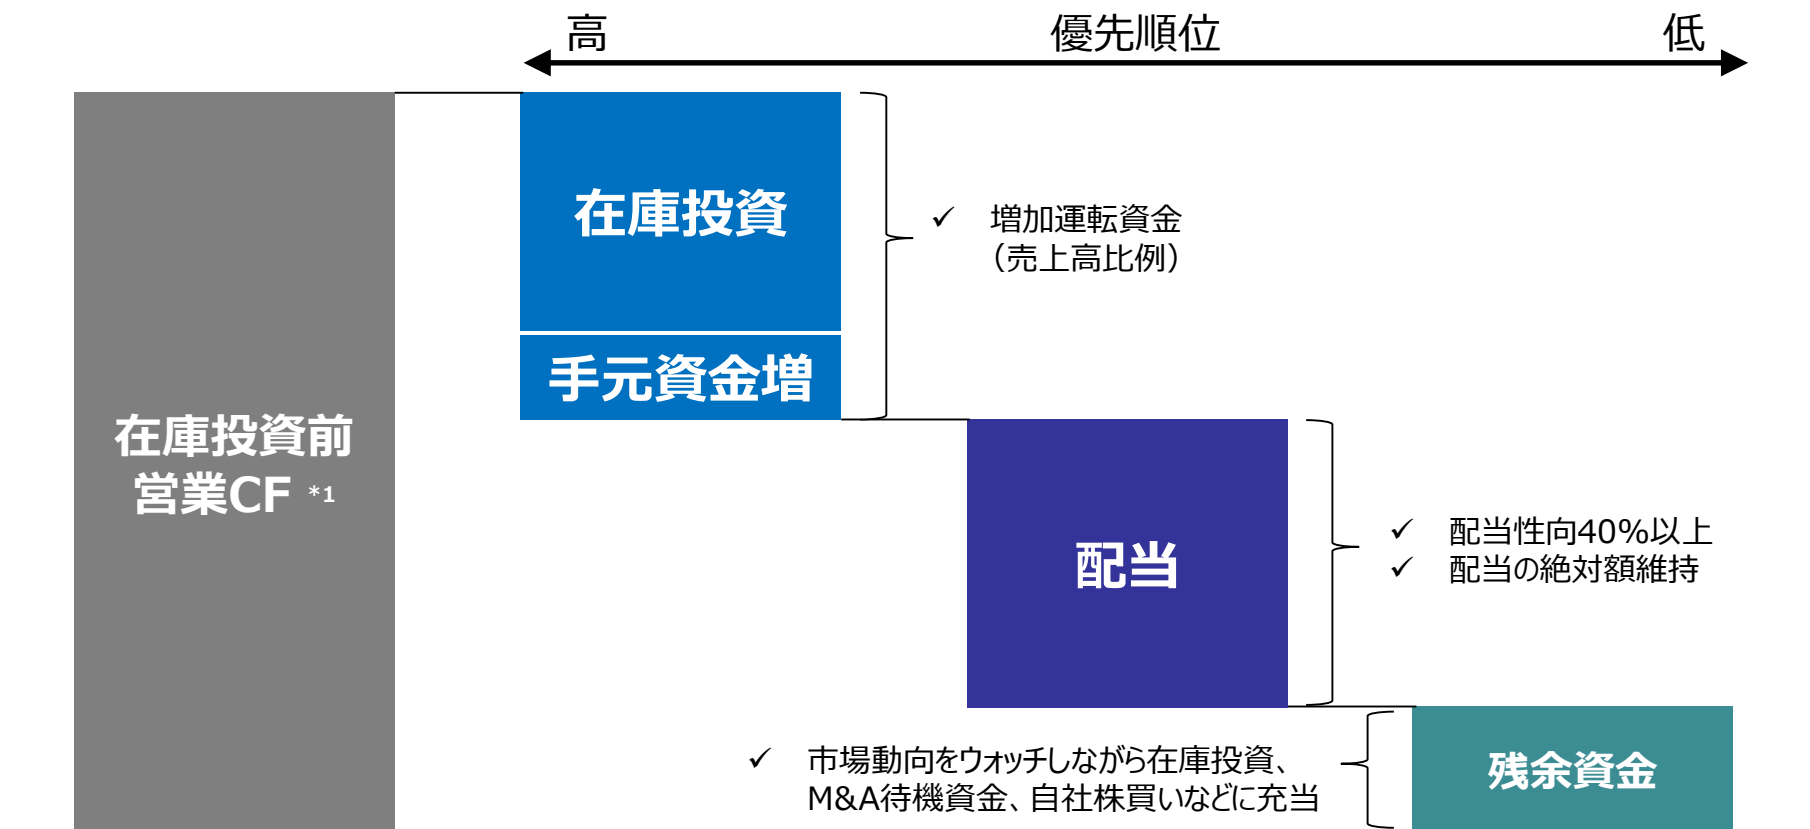 高 優先順位 低
在庫投資
✓ 増加運転資金
（売上高比例）
手元資金増
在庫投資前
営業CF *1
配当
✓ 配当性向40%以上
✓ 配当の絶対額維持
✓ 市場動向をウォッチしながら在庫投資、
M&A待機資金、自社株買いなどに充当
残余資金